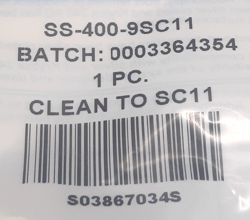 SS-400-9SC11
BATCH: 0003364354
1 PC.
CLEAN TO SC11
S03867034S